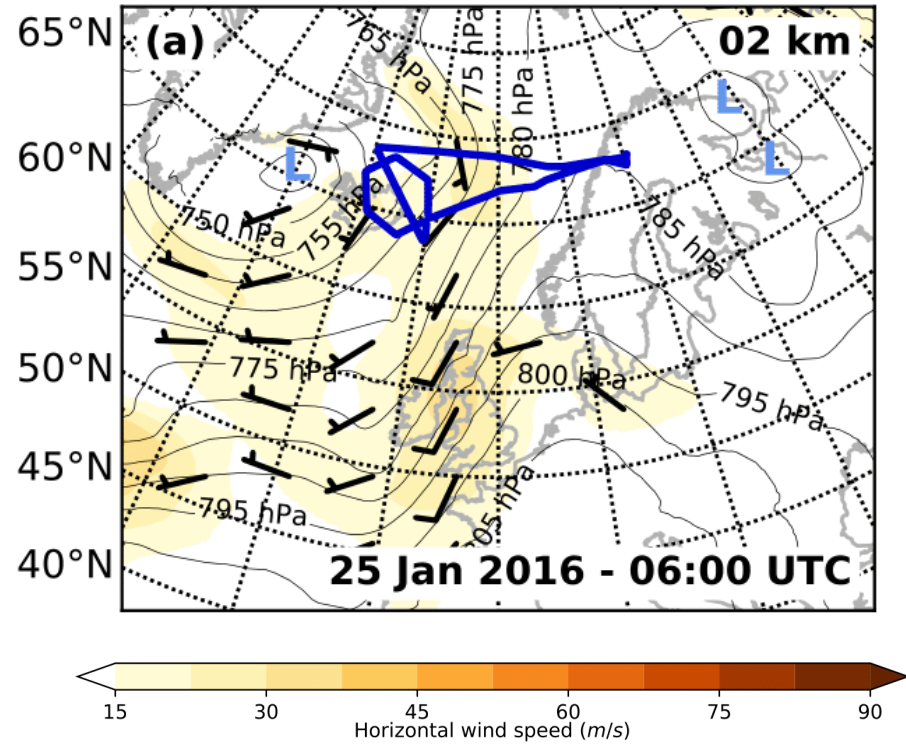 65°N
60°N
55°N
50°N
45°N
40°N
(a)
02 km
765 hPa
775 hPa
780 hPa
L
L
L
750 hPa
755 hPa
785 hPa
775 hPa
800 hPa
795 hPa
795 hPa
805 hPa
25 Jan 2016 - 06:00 UTC
15 30 45 60 75 90
Horizontal wind speed (m/s)